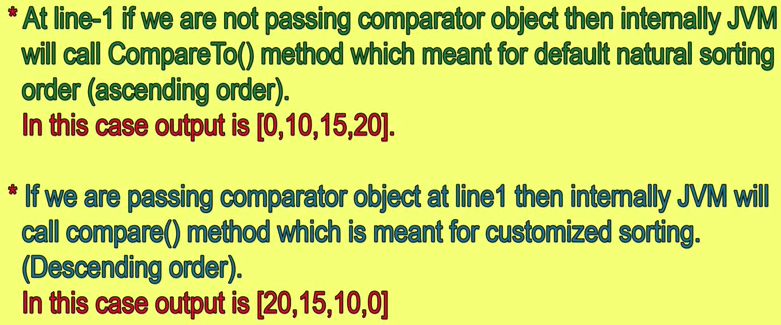 * At line-1 if we are not passing comparator object then internally JVM
will call CompareTo() method which meant for default natural sorting
order (ascending order).
In this case output is [0,10,15,20].
* If we are passing comparator object at line1 then internally JVM will
call compare() method which is meant for customized sorting.
(Descending order).
In this case output is [20,15,10,0]